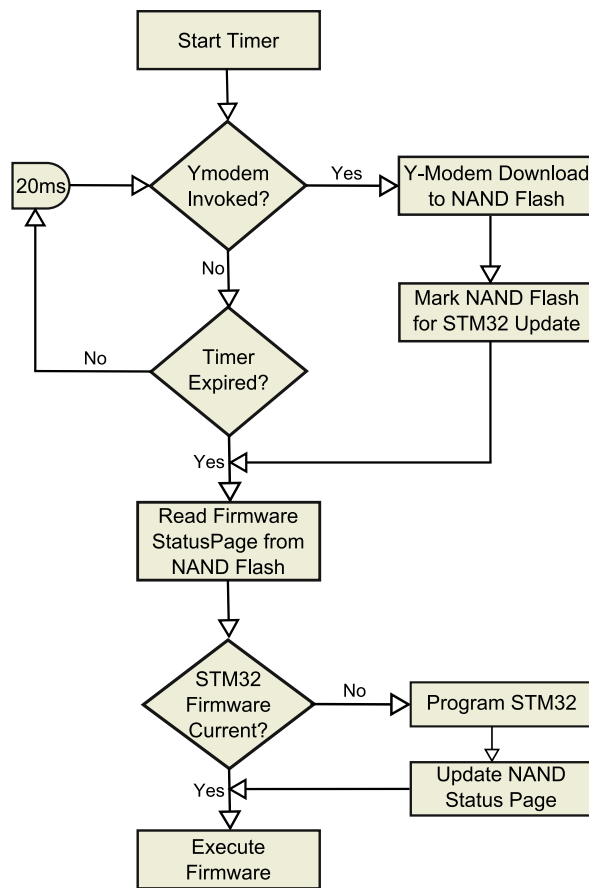 Start Timer
20ms
Ymodem
Invoked?
Yes
Y-Modem Download
to NAND Flash
No
Mark NAND Flash
for STM32 Update
No
Timer
Expired?
Yes
Read Firmware
StatusPage from
NAND Flash
STM32
Firmware
Current?
No
Program STM32
Yes
Update NAND
Status Page
Execute
Firmware